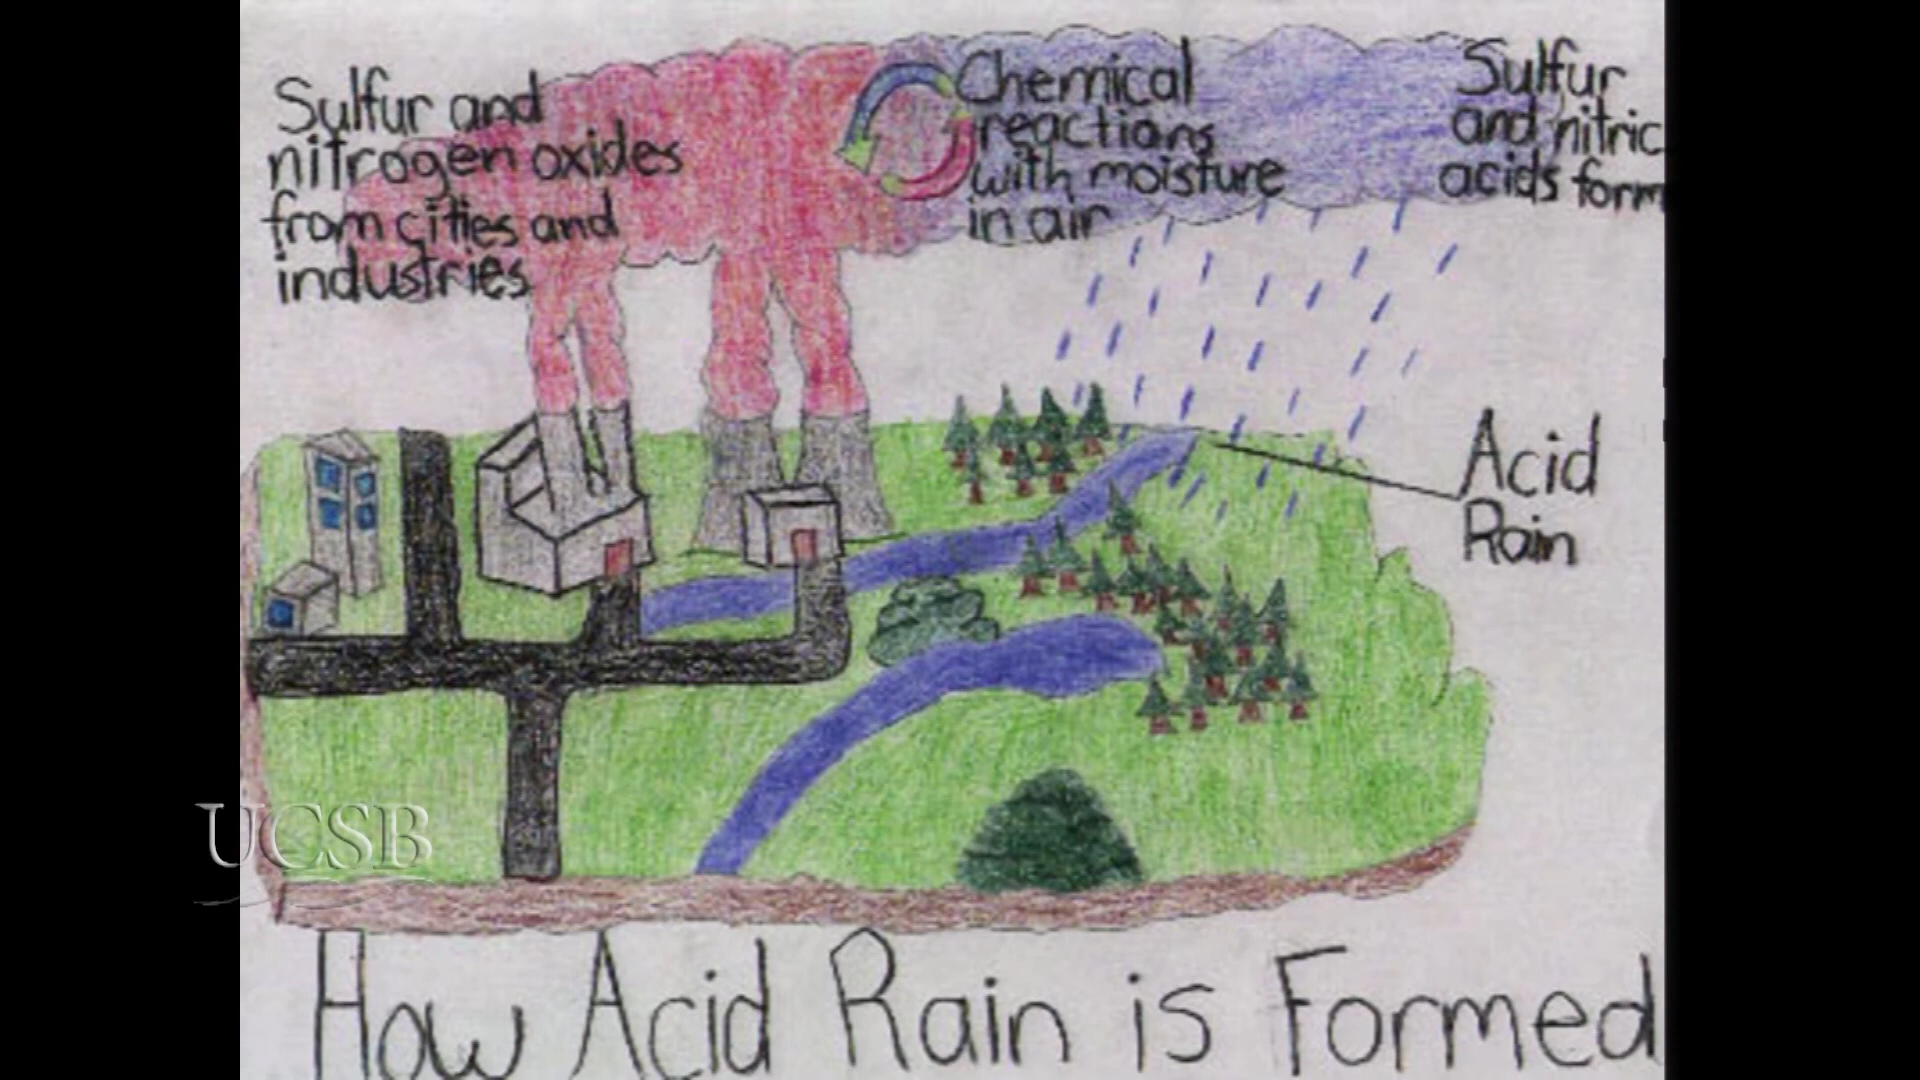 Sulfur and
nitrogen oxides
from cities and
industries
Chemical
reactions
with moisture
in air
Sulfur
and nitric
acids form
Acid
Rain
UCSB
How Acid Rain is Formed